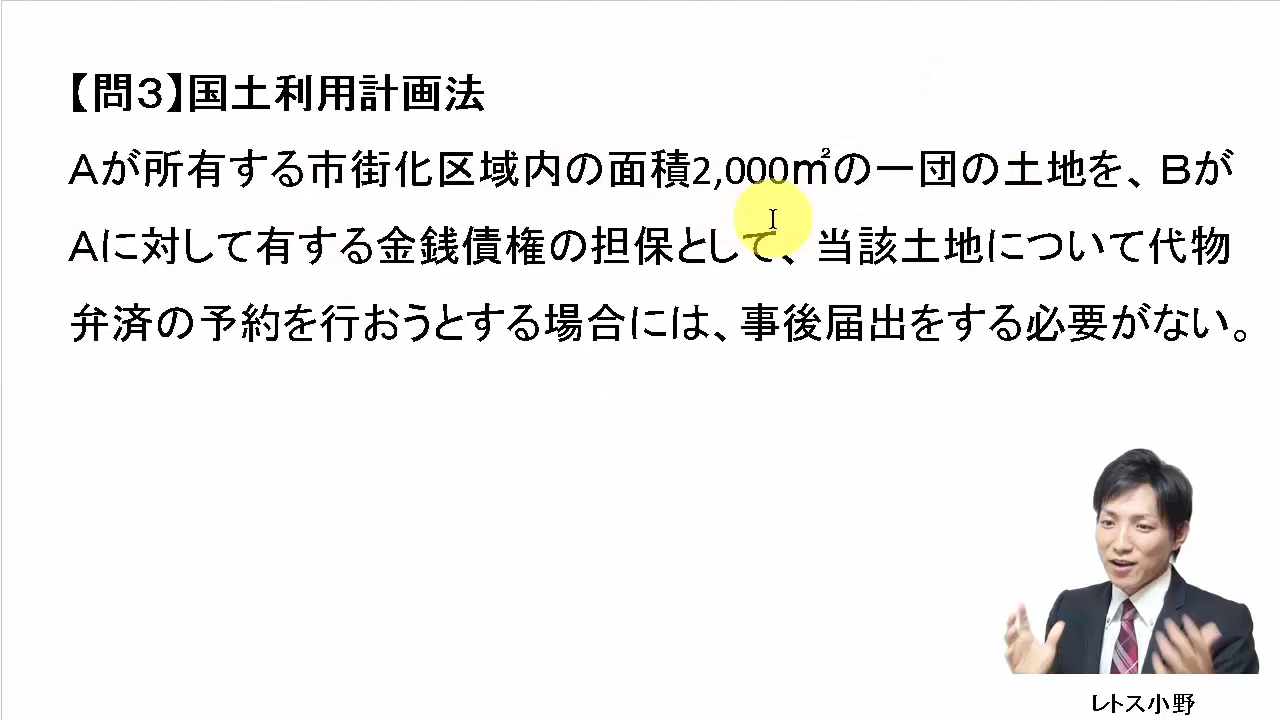 【問３】国土利用計画法
Ａが所有する市街化区域内の面積2,000㎡の一団の土地を、Ｂが
Ａに対して有する金銭債権の担保として、当該土地について代物
弁済の予約を行おうとする場合には、事後届出をする必要がない。
レトス小野